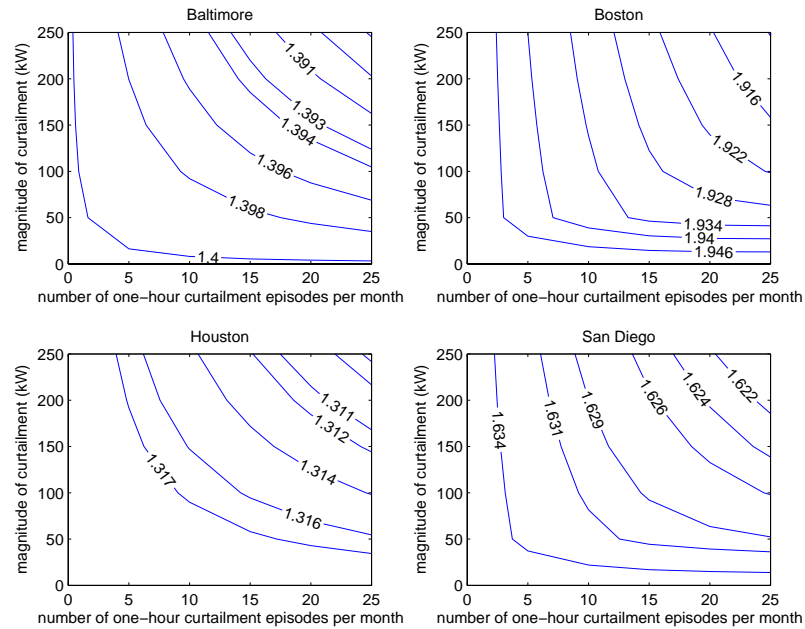 Baltimore
magnitude of curtailment (kW)
250
200
150
100
50
0
1.391
1.393
1.394
1.396
1.398
1.4
0 5 10 15 20 25
number of one−hour curtailment episodes per month
Boston
magnitude of curtailment (kW)
250
200
150
100
50
0
1.916
1.922
1.928
1.934
1.94
1.946
0 5 10 15 20 25
number of one−hour curtailment episodes per month
Houston
magnitude of curtailment (kW)
250
200
150
100
50
0
1.311
1.312
1.314
1.316
1.317
0 5 10 15 20 25
number of one−hour curtailment episodes per month
San Diego
magnitude of curtailment (kW)
250
200
150
100
50
0
1.622
1.624
1.626
1.629
1.631
1.634
0 5 10 15 20 25
number of one−hour curtailment episodes per month